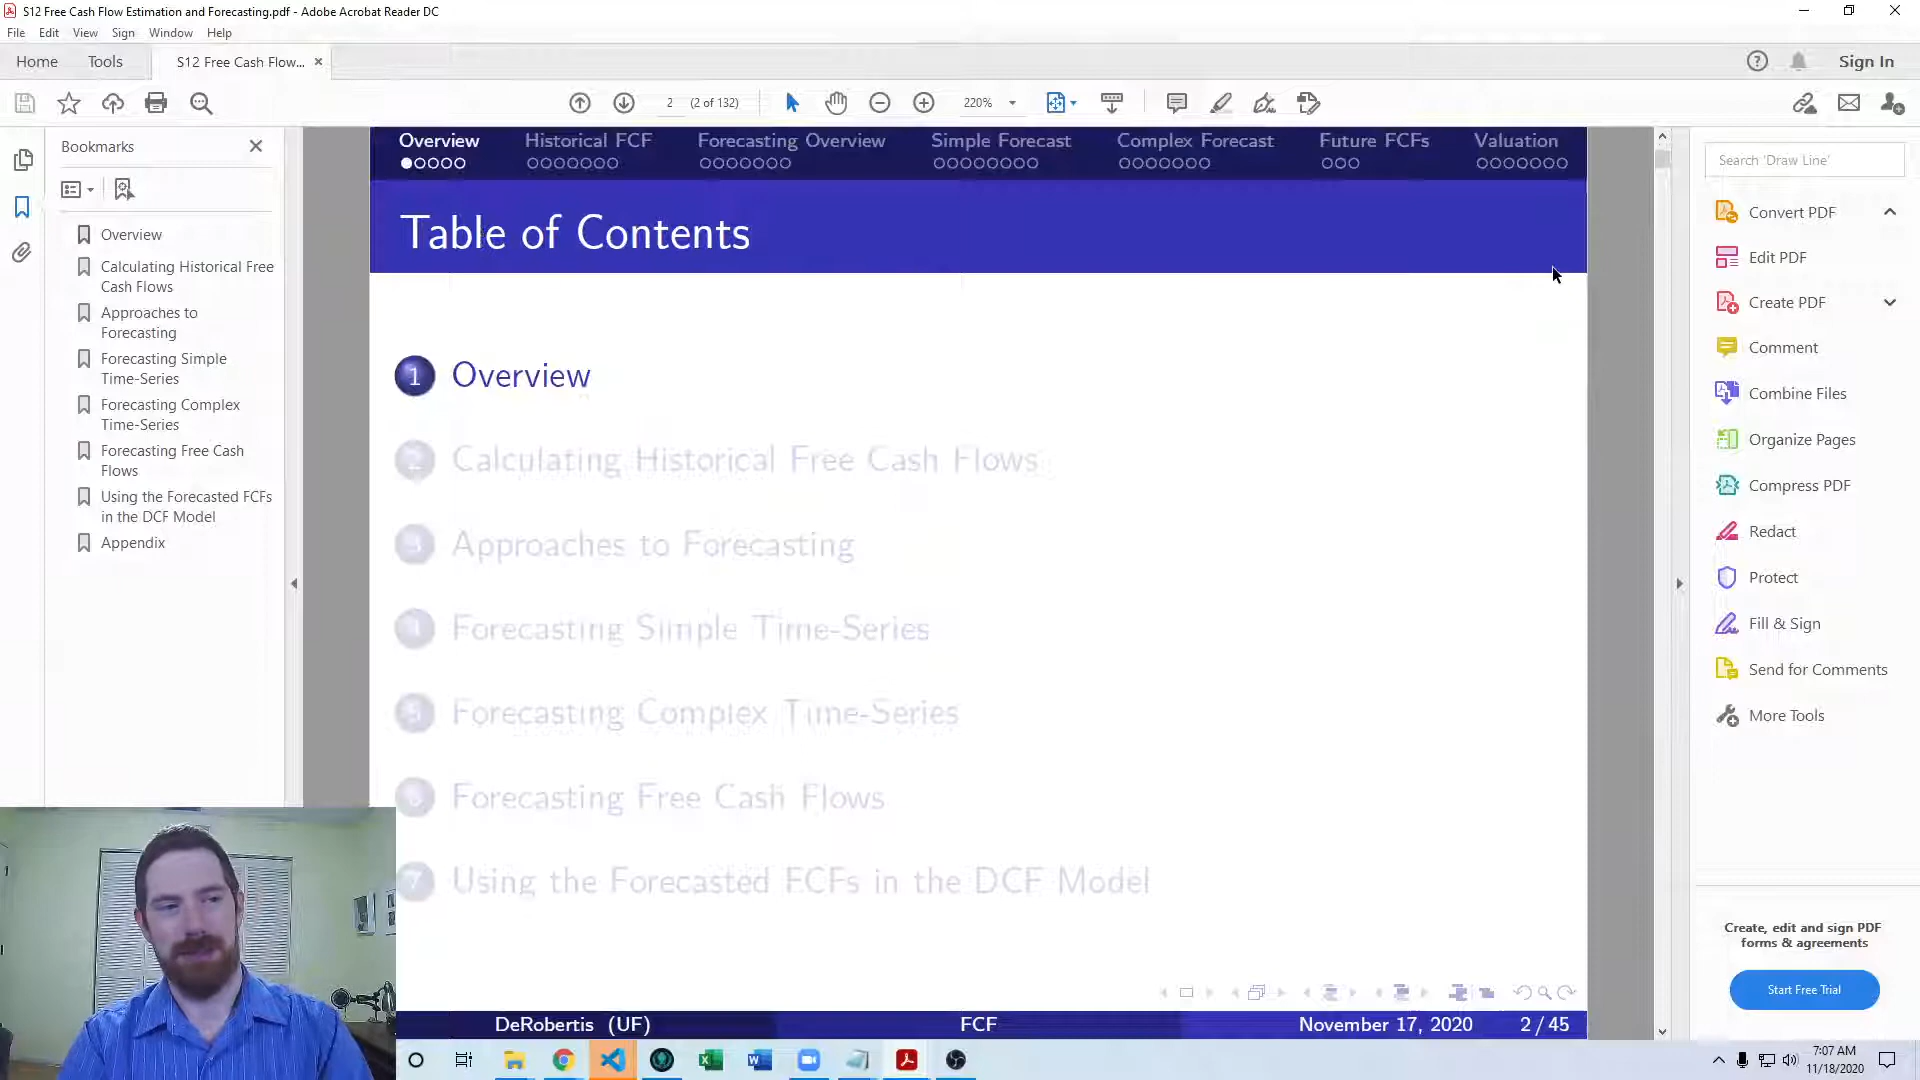 S12 Free Cash Flow Estimation and Forecasting.pdf - Adobe Acrobat Reader DC
File Edit View Sign Window Help
Home Tools S12 Free Cash Flow... Sign In
2 (2 of 132) 220%
Bookmarks
Overview
Calculating Historical Free
Cash Flows
Approaches to
Forecasting
Forecasting Simple
Time-Series
Forecasting Complex
Time-Series
Forecasting Free Cash
Flows
Using the Forecasted FCFs
in the DCF Model
Appendix
Overview Historical FCF Forecasting Overview Simple Forecast Complex Forecast Future FCFs Valuation
Table of Contents
1 Overview
2 Calculating Historical Free Cash Flows
3 Approaches to Forecasting
4 Forecasting Simple Time-Series
5 Forecasting Complex Time-Series
6 Forecasting Free Cash Flows
7 Using the Forecasted FCFs in the DCF Model
DeRobertis (UF) FCF November 17, 2020 2 / 45
Search 'Draw Line'
Convert PDF
Edit PDF
Create PDF
Comment
Combine Files
Organize Pages
Compress PDF
Redact
Protect
Fill & Sign
Send for Comments
More Tools
Create, edit and sign PDF
forms & agreements
Start Free Trial
7:07 AM
11/18/2020